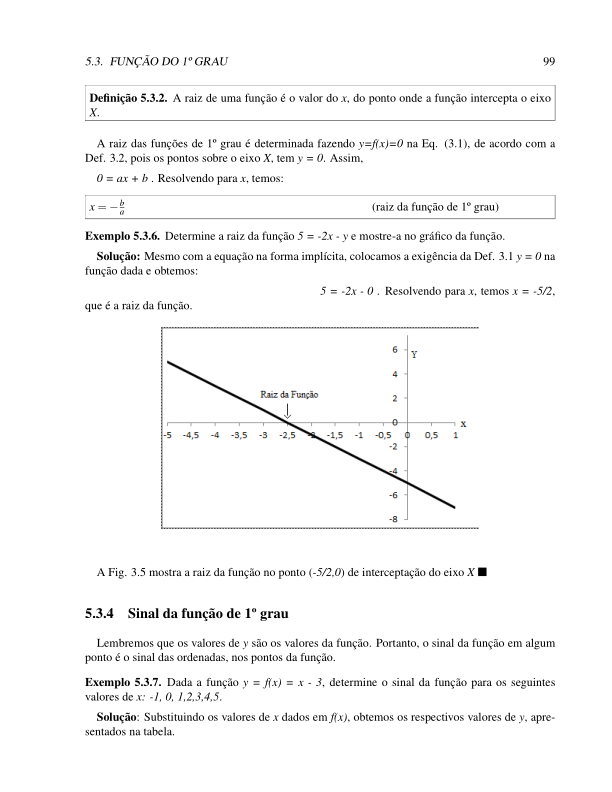 5.3. FUNÇÃO DO 1º GRAU 99
Definição 5.3.2. A raiz de uma função é o valor do x, do ponto onde a função intercepta o eixo
X.
A raiz das funções de 1º grau é determinada fazendo y=f(x)=0 na Eq. (3.1), de acordo com a
Def. 3.2, pois os pontos sobre o eixo X, tem y = 0. Assim,
0 = ax + b . Resolvendo para x, temos:
x = −b/a (raiz da função de 1º grau)
Exemplo 5.3.6. Determine a raiz da função 5 = -2x - y e mostre-a no gráfico da função.
Solução: Mesmo com a equação na forma implícita, colocamos a exigência da Def. 3.1 y = 0 na
função dada e obtemos:
5 = -2x - 0 . Resolvendo para x, temos x = -5/2,
que é a raiz da função.
6
Y
4
Raiz da Função
2
0 x
-5 -4,5 -4 -3,5 -3 -2,5 -2 -1,5 -1 -0,5 0 0,5 1
-2
-4
-6
-8
A Fig. 3.5 mostra a raiz da função no ponto (-5/2,0) de interceptação do eixo X ■
5.3.4 Sinal da função de 1º grau
Lembremos que os valores de y são os valores da função. Portanto, o sinal da função em algum
ponto é o sinal das ordenadas, nos pontos da função.
Exemplo 5.3.7. Dada a função y = f(x) = x - 3, determine o sinal da função para os seguintes
valores de x: -1, 0, 1,2,3,4,5.
Solução: Substituindo os valores de x dados em f(x), obtemos os respectivos valores de y, apre-
sentados na tabela.